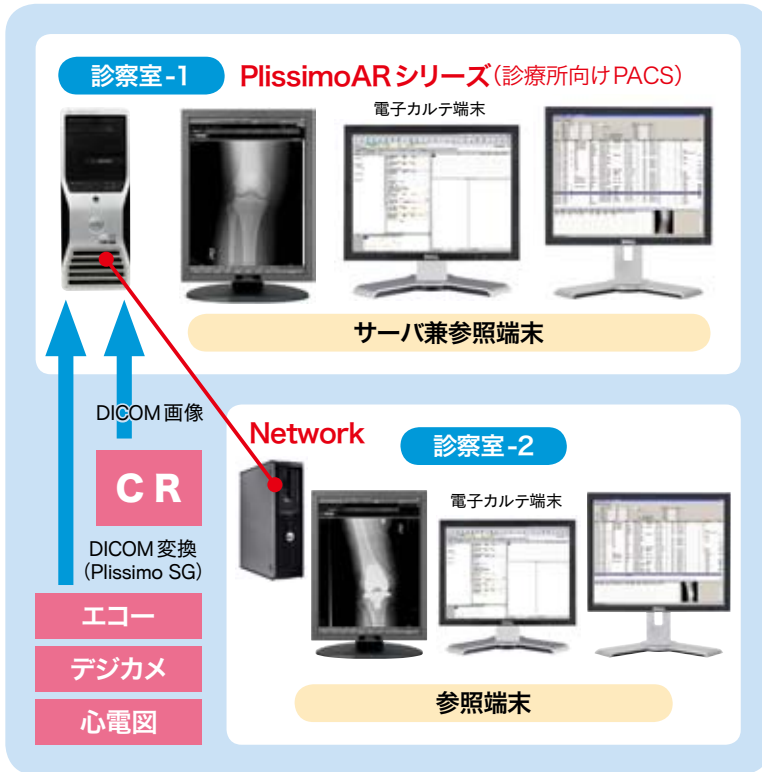 診察室-1
PlissimoARシリーズ(診療所向けPACS)
電子カルテ端末
サーバ兼参照端末
DICOM画像
CR
DICOM変換
(Plissimo SG)
エコー
デジカメ
心電図
Network
診察室-2
電子カルテ端末
参照端末